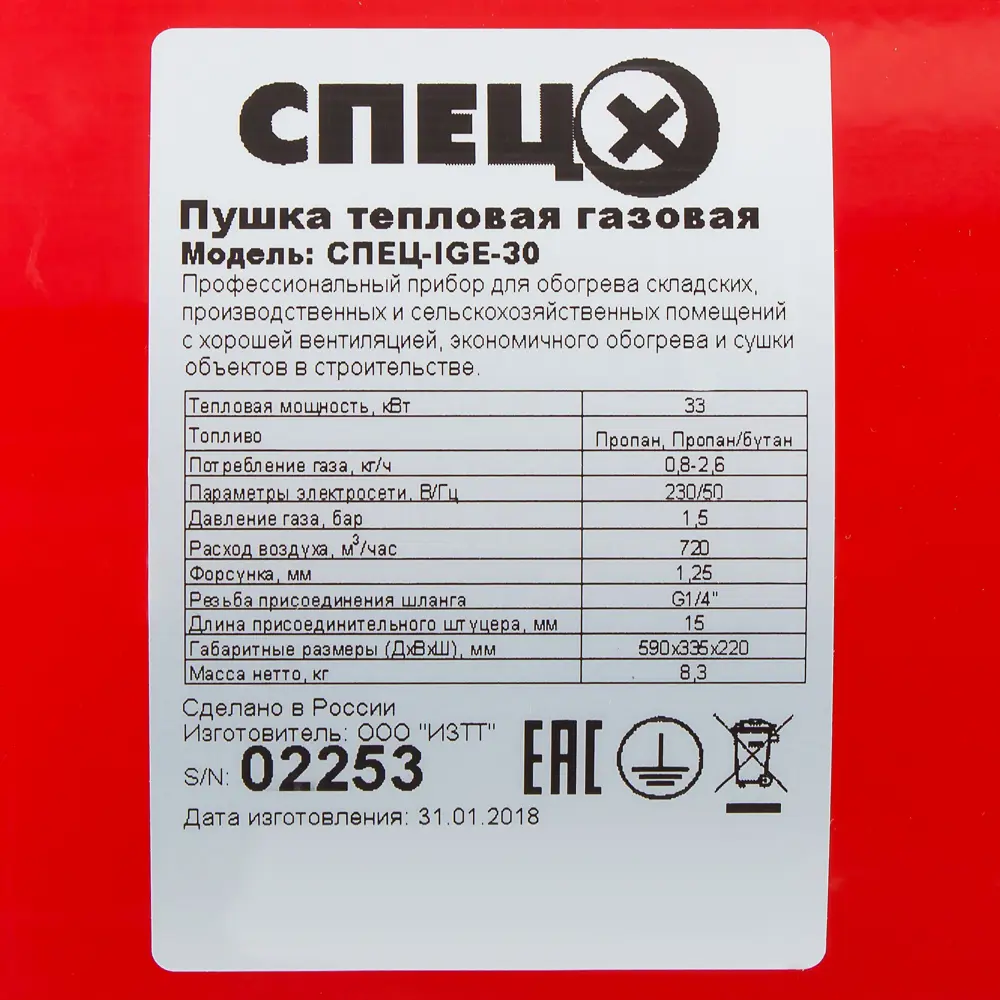 СПЕЦ
Пушка тепловая газовая
Модель: СПЕЦ-IGE-30
Профессиональный прибор для обогрева складских,
производственных и сельскохозяйственных помещений
с хорошей вентиляцией, экономичного обогрева и сушки
объектов в строительстве.
Тепловая мощность, кВт 33
Топливо Пропан, Пропан/бутан
Потребление газа, кг/ч 0,8-2,6
Параметры электросети, В/Гц 230/50
Давление газа, бар 1,5
Расход воздуха, м³/час 720
Форсунка, мм 1,25
Резьба присоединения шланга G1/4"
Длина присоединительного штуцера, мм 15
Габаритные размеры (ДхВхШ), мм 590х335х220
Масса нетто, кг 8,3
Сделано в России
Изготовитель: ООО "ИЗТТ"
S/N: 02253
EAC
Дата изготовления: 31.01.2018